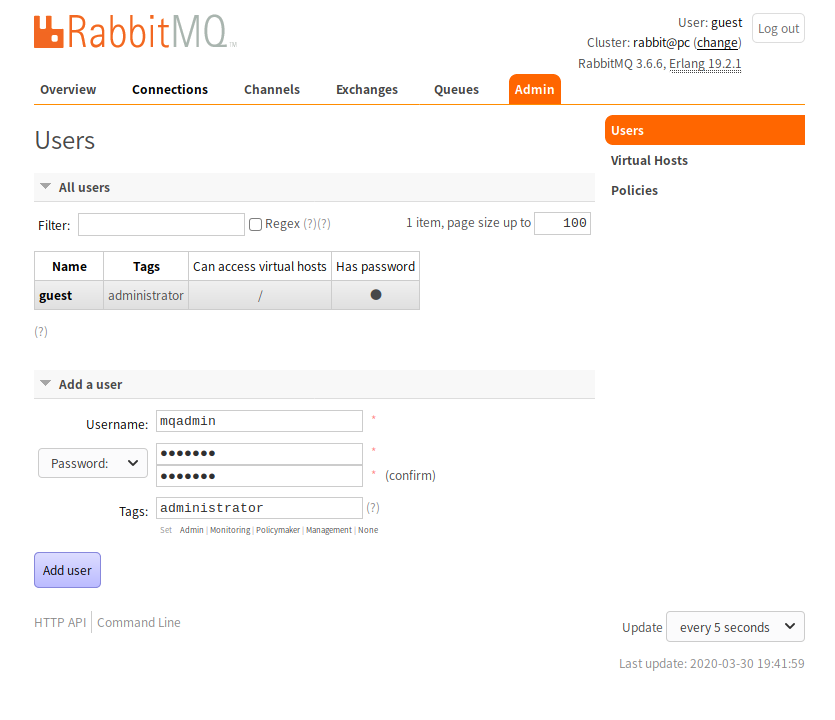 RabbitMQ TM
User: guest
Log out
Cluster: rabbit@pc (change)
RabbitMQ 3.6.6, Erlang 19.2.1
Overview Connections Channels Exchanges Queues Admin
Users
Users
Virtual Hosts
Policies
All users
Filter: Regex (?)(?) 1 item, page size up to 100
Name Tags Can access virtual hosts Has password
guest administrator / ●
(?)
Add a user
Username: mqadmin *
Password: ●●●●●●● *
●●●●●●● * (confirm)
Tags: administrator (?)
Set Admin | Monitoring | Policymaker | Management | None
Add user
HTTP API Command Line
Update every 5 seconds
Last update: 2020-03-30 19:41:59